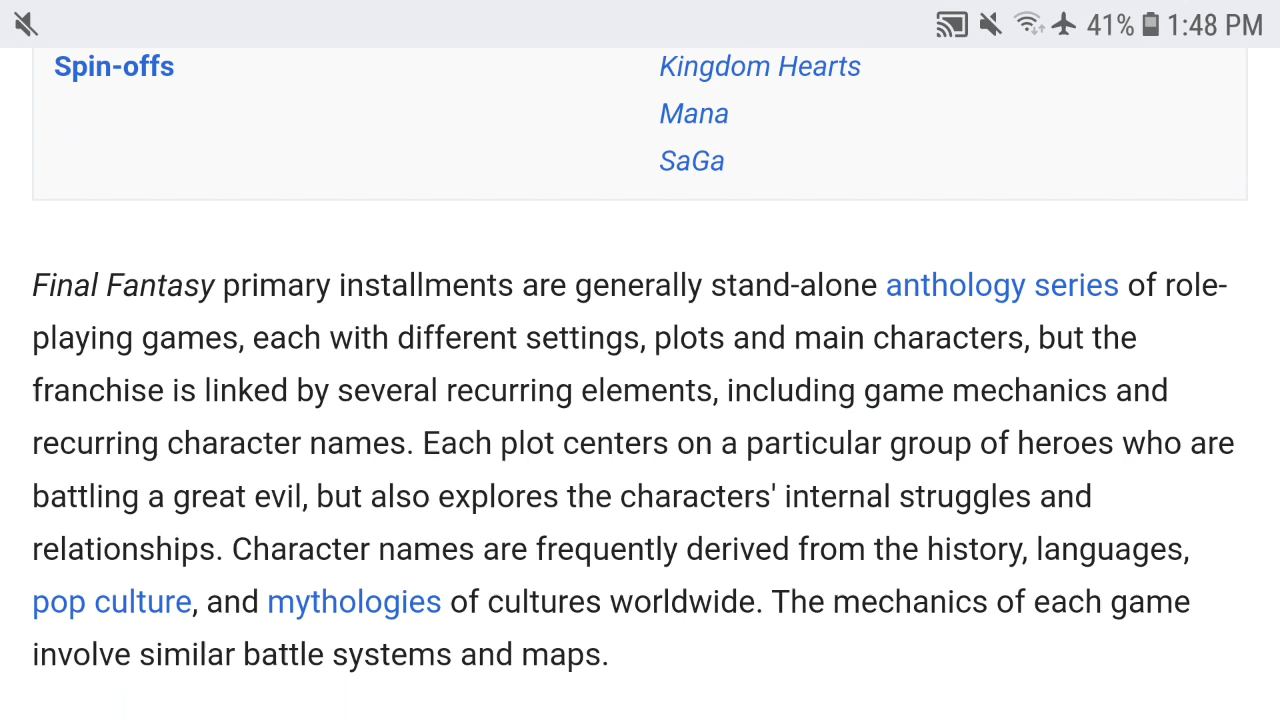 41% 1:48 PM
Spin-offs Kingdom Hearts
Mana
SaGa
Final Fantasy primary installments are generally stand-alone anthology series of role-
playing games, each with different settings, plots and main characters, but the
franchise is linked by several recurring elements, including game mechanics and
recurring character names. Each plot centers on a particular group of heroes who are
battling a great evil, but also explores the characters' internal struggles and
relationships. Character names are frequently derived from the history, languages,
pop culture, and mythologies of cultures worldwide. The mechanics of each game
involve similar battle systems and maps.